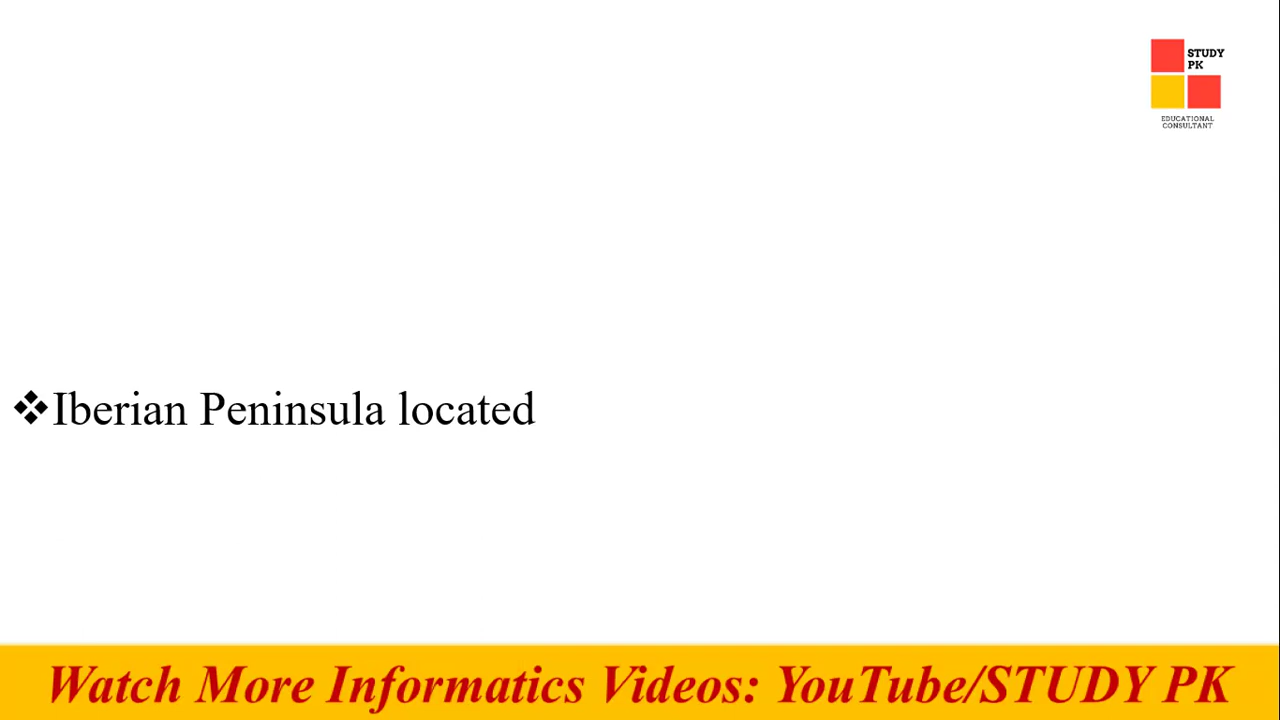 STUDY
PK
EDUCATIONAL
CONSULTANT
❖Iberian Peninsula located
Watch More Informatics Videos: YouTube/STUDY PK